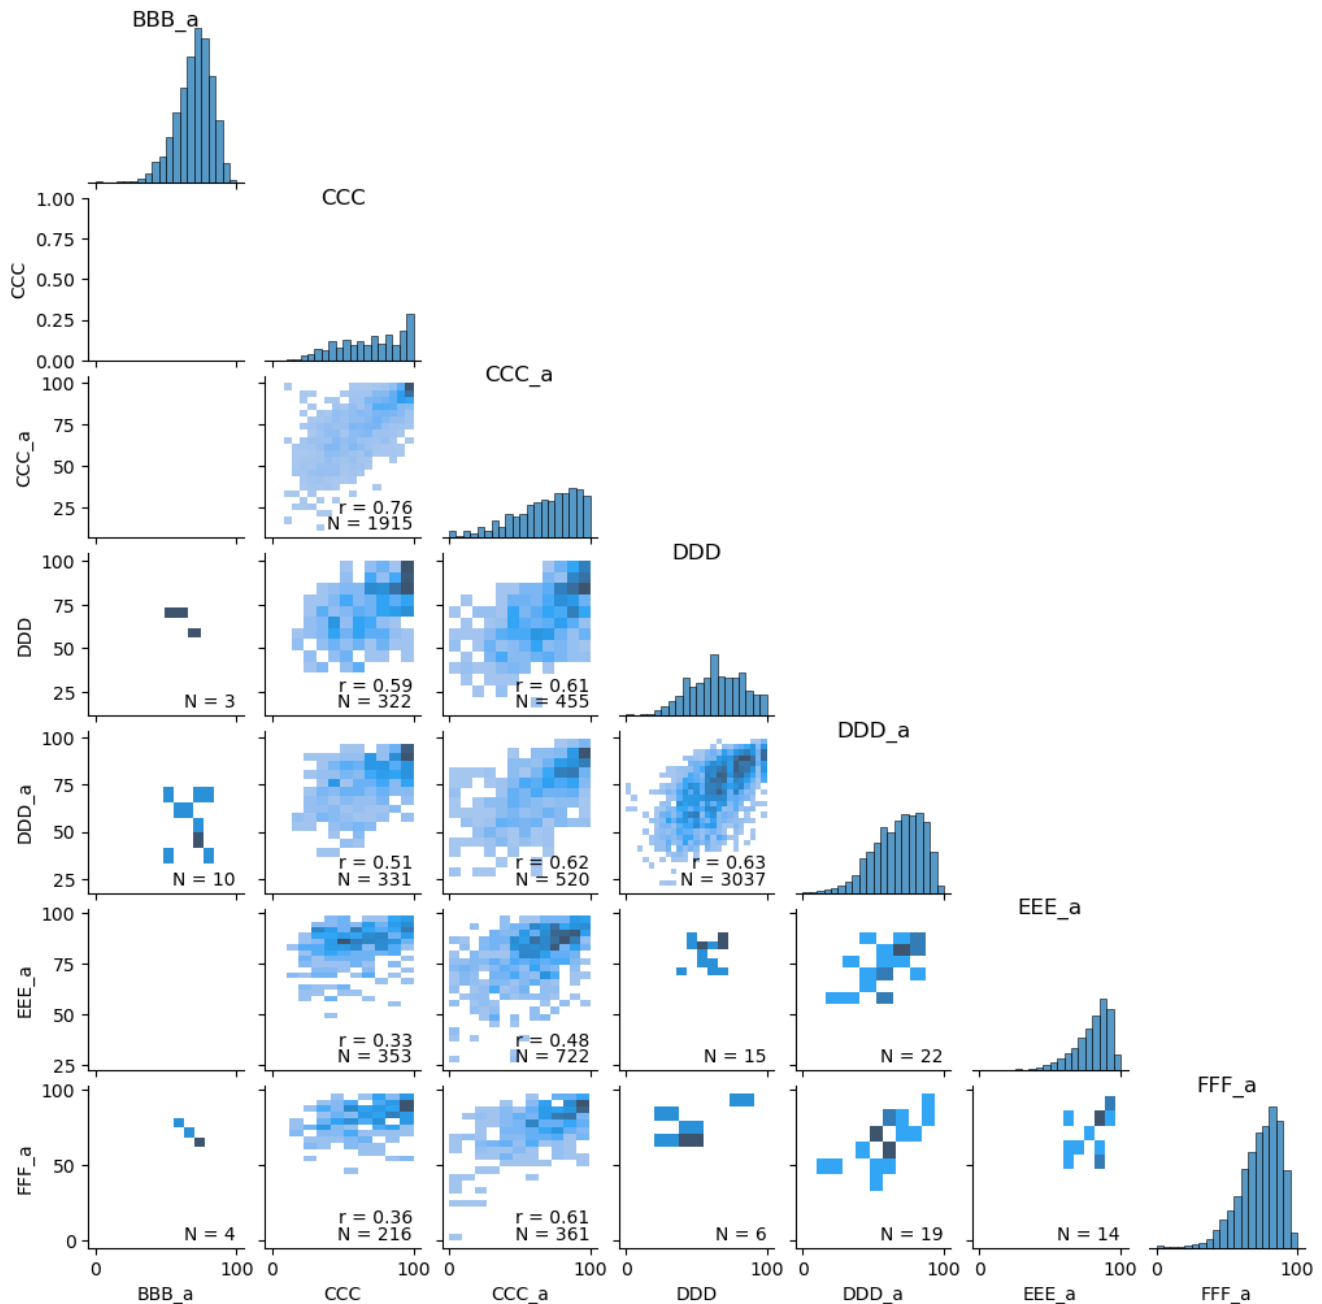 BBB_a
1.00
CCC
0.75
0.50
0.25
0.00
CCC
100
CCC_a
75
50
25
CCC_a
r = 0.76
N = 1915
100
DDD
75
50
25
DDD
N = 3
r = 0.59
N = 322
r = 0.61
N = 455
100
DDD_a
75
50
25
DDD_a
N = 10
r = 0.51
N = 331
r = 0.62
N = 520
r = 0.63
N = 3037
100
EEE_a
75
50
25
EEE_a
r = 0.33
N = 353
r = 0.48
N = 722
N = 15
N = 22
100
FFF_a
50
0
FFF_a
N = 4
r = 0.36
N = 216
r = 0.61
N = 361
N = 6
N = 19
N = 14
0 100 0 100 0 100 0 100 0 100 0 100 0 100
BBB_a CCC CCC_a DDD DDD_a EEE_a FFF_a